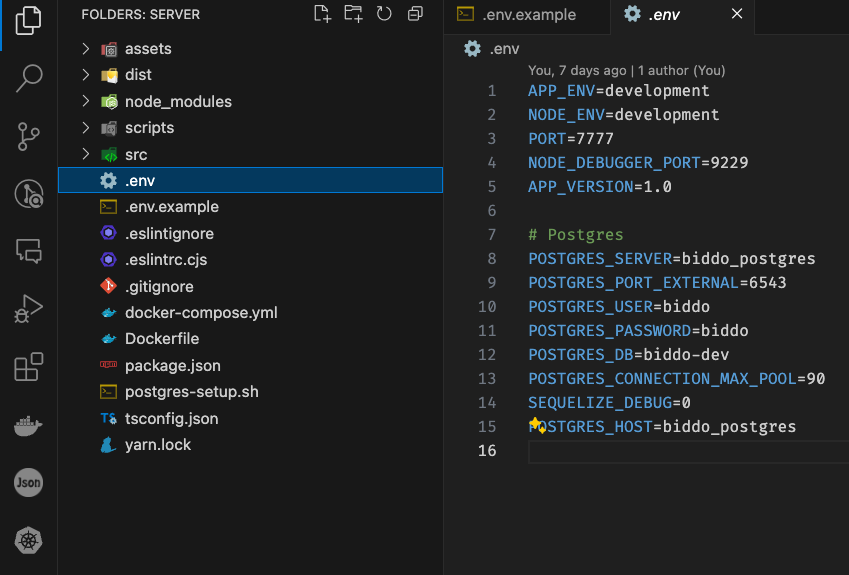 FOLDERS: SERVER
assets
dist
node_modules
scripts
src
.env
.env.example
.eslintignore
.eslintrc.cjs
.gitignore
docker-compose.yml
Dockerfile
package.json
postgres-setup.sh
TS tsconfig.json
yarn.lock
Json
.env.example
.env
.env
You, 7 days ago | 1 author (You)
1 APP_ENV=development
2 NODE_ENV=development
3 PORT=7777
4 NODE_DEBUGGER_PORT=9229
5 APP_VERSION=1.0
6
7 # Postgres
8 POSTGRES_SERVER=biddo_postgres
9 POSTGRES_PORT_EXTERNAL=6543
10 POSTGRES_USER=biddo
11 POSTGRES_PASSWORD=biddo
12 POSTGRES_DB=biddo-dev
13 POSTGRES_CONNECTION_MAX_POOL=90
14 SEQUELIZE_DEBUG=0
15 POSTGRES_HOST=biddo_postgres
16